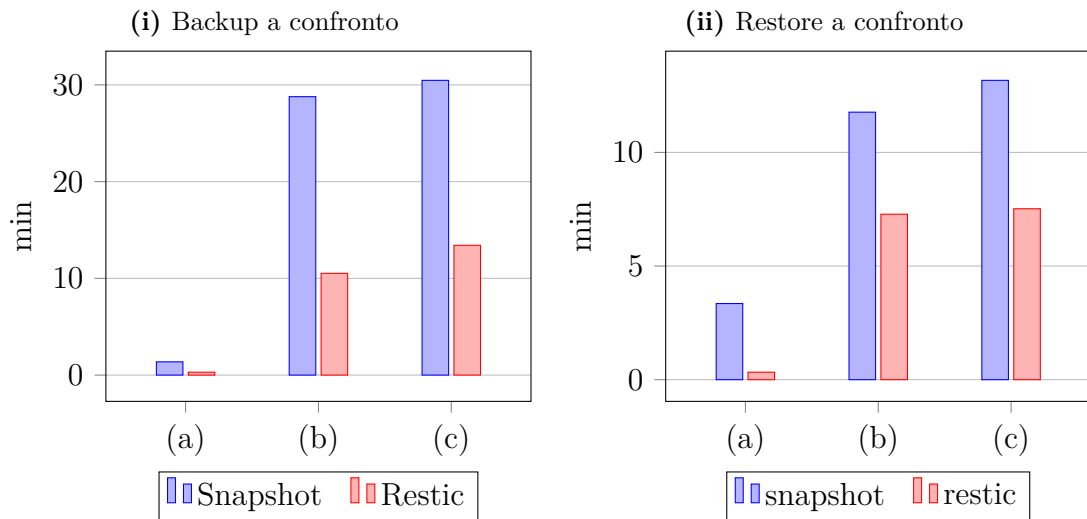 (i) Backup a confronto
30
20
10
0
min
(a) (b) (c)
Snapshot Restic
(ii) Restore a confronto
10
5
0
min
(a) (b) (c)
snapshot restic